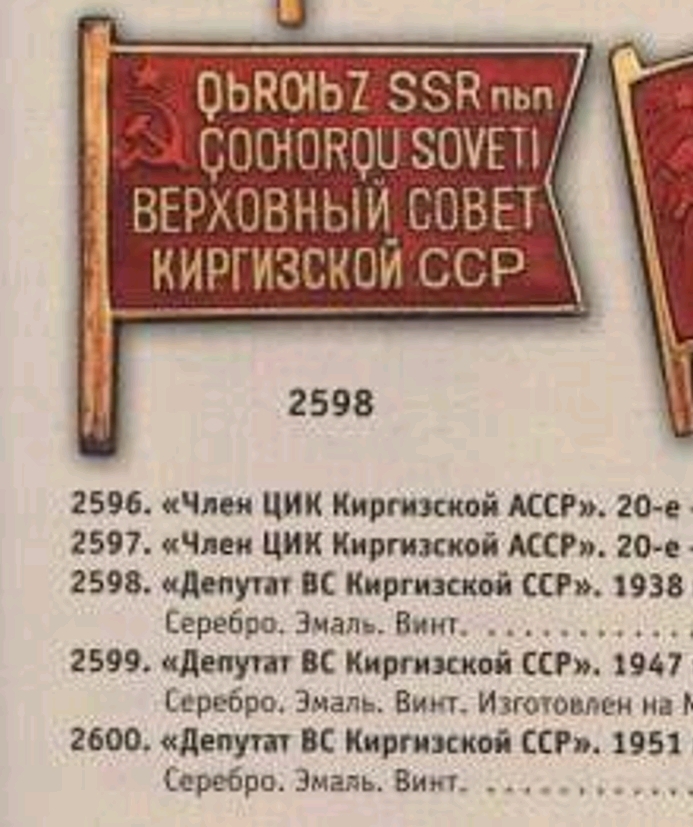 QЬRƢЬZ SSR nьn
ÇOƢORQU SOVETI
ВЕРХОВНЫЙ СОВЕТ
КИРГИЗСКОЙ ССР
2598
2596. «Член ЦИК Киргизской АССР». 20-е
2597. «Член ЦИК Киргизской АССР». 20-е
2598. «Депутат ВС Киргизской ССР». 1938
Серебро. Эмаль. Винт. . . . . . . . . . . . .
2599. «Депутат ВС Киргизской ССР». 1947
Серебро. Эмаль. Винт. Изготовлен на
2600. «Депутат ВС Киргизской ССР». 1951
Серебро. Эмаль. Винт. . . . . . . . . . . . .